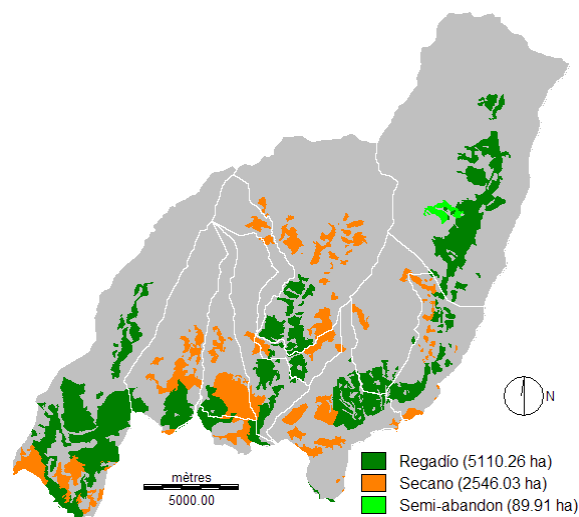 N
mètres
5000.00
Regadío (5110.26 ha)
Secano (2546.03 ha)
Semi-abandon (89.91 ha)